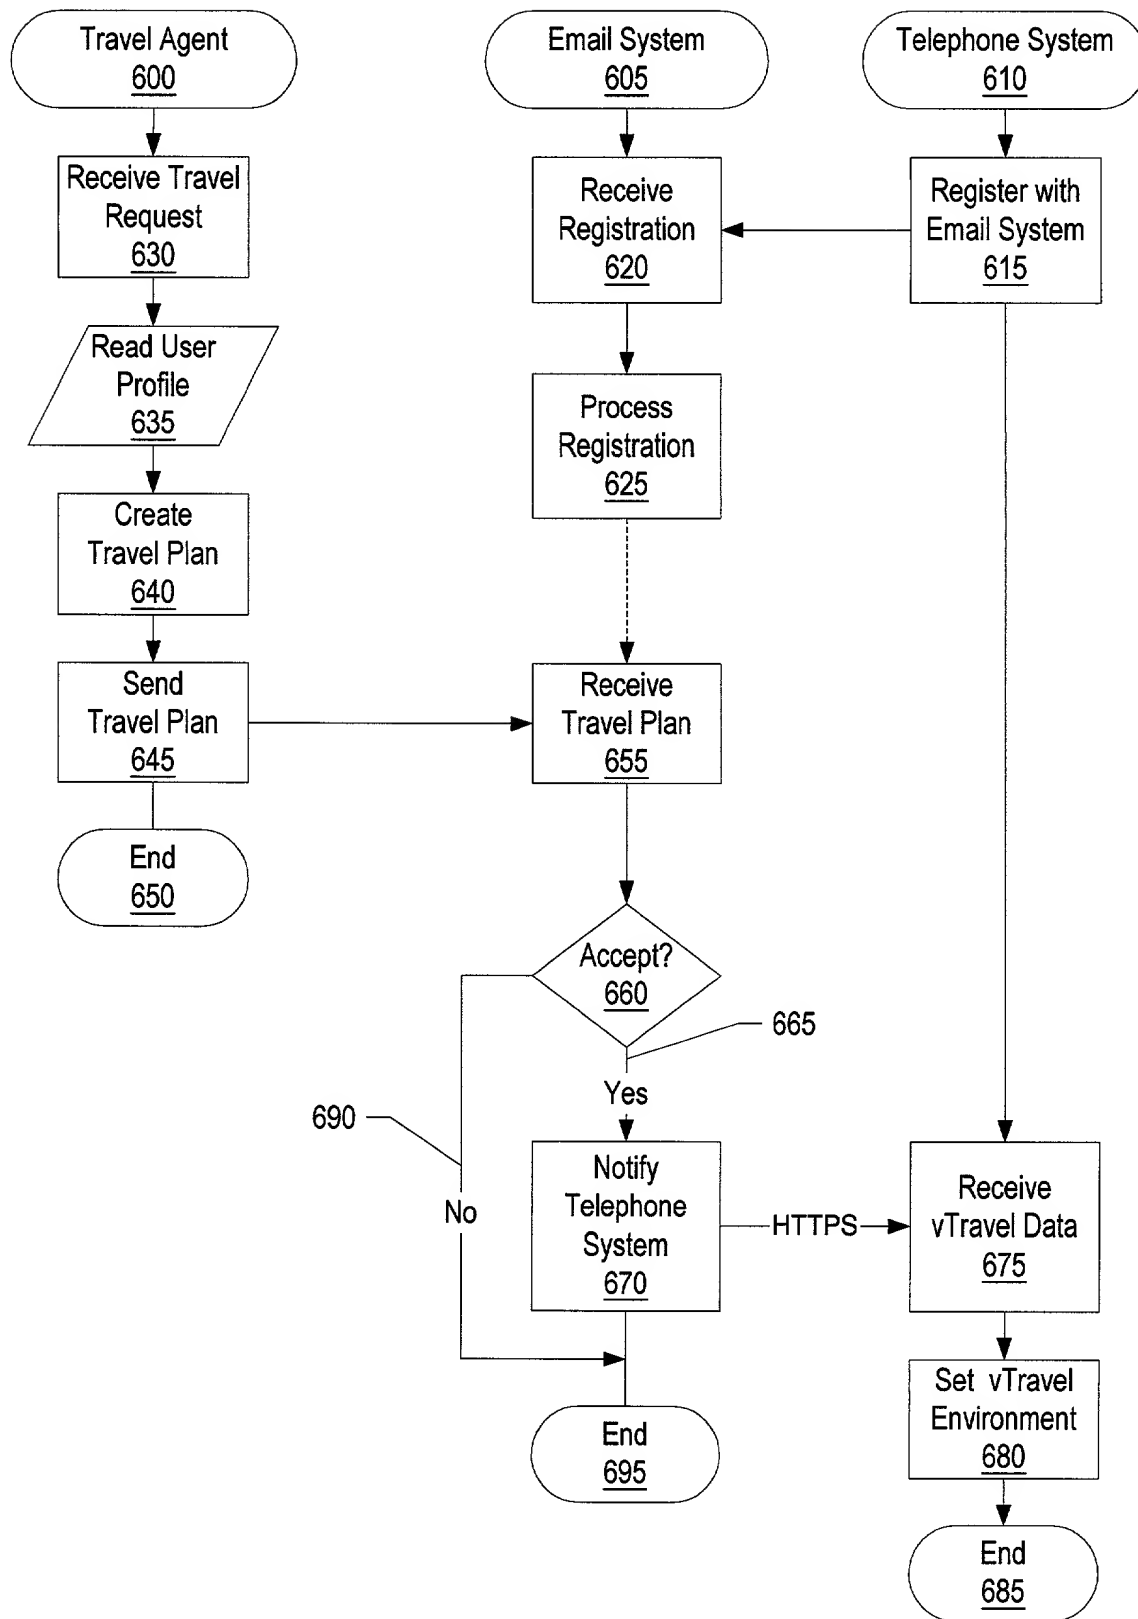 Travel Agent
600
Email System
605
Telephone System
610
Receive Travel
Request
630
Receive
Registration
620
Register with
Email System
615
Read User
Profile
635
Process
Registration
625
Create
Travel Plan
640
Send
Travel Plan
645
Receive
Travel Plan
655
End
650
Accept?
660
665
Yes
690
No
Notify
Telephone
System
670
HTTPS
Receive
vTravel Data
675
Set vTravel
Environment
680
End
695
End
685